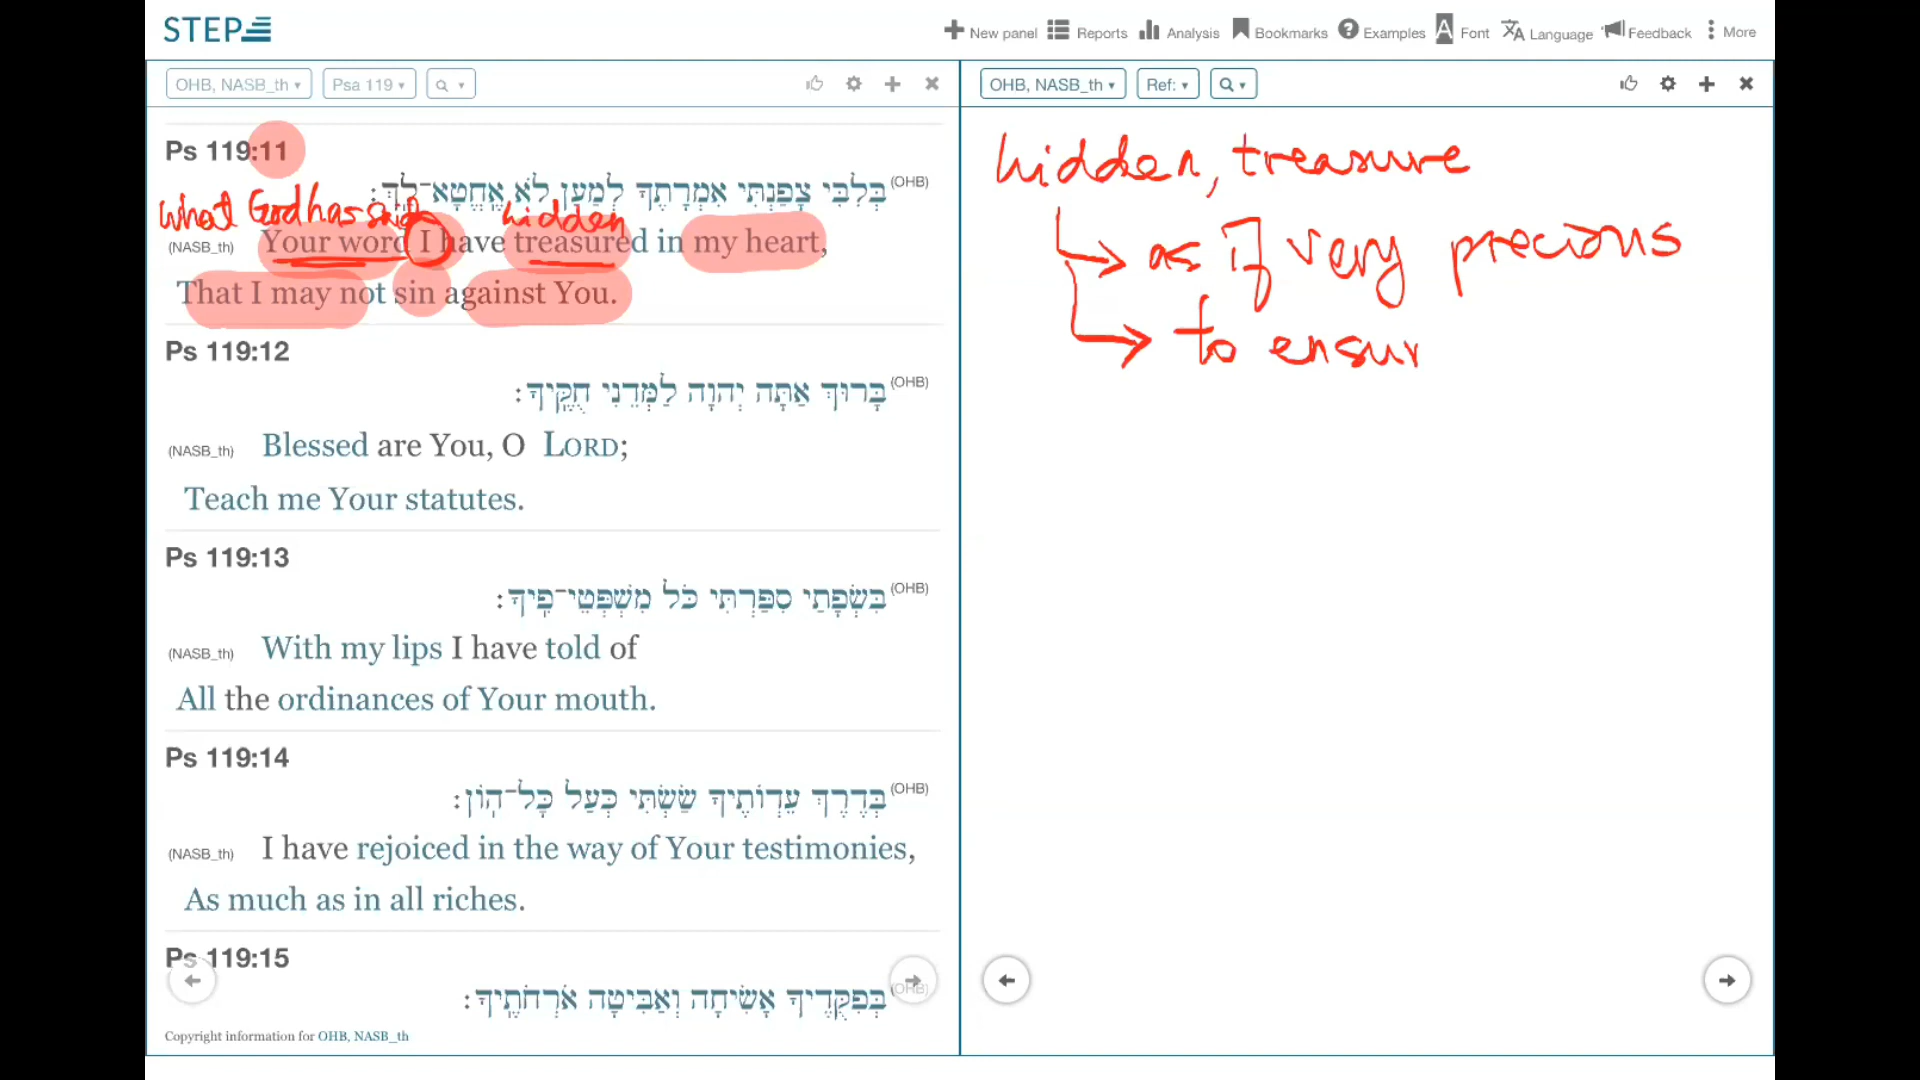 STEP
New panel Reports Analysis Bookmarks Examples Font Language Feedback More
OHB, NASB_th Psa 119
Ps 119:11
בְּלִבִּי צָפַנְתִּי אִמְרָתֶךָ לְמַעַן לֹא אֶחֱטָא־לָךְ׃ (OHB)
what God has said hidden
(NASB_th) Your word I have treasured in my heart,
That I may not sin against You.
Ps 119:12
בָּרוּךְ אַתָּה יְהוָה לַמְּדֵנִי חֻקֶּיךָ׃ (OHB)
(NASB_th) Blessed are You, O LORD;
Teach me Your statutes.
Ps 119:13
בִּשְׂפָתַי סִפַּרְתִּי כֹּל מִשְׁפְּטֵי־פִיךָ׃ (OHB)
(NASB_th) With my lips I have told of
All the ordinances of Your mouth.
Ps 119:14
בְּדֶרֶךְ עֵדְוֺתֶיךָ שַׂשְׂתִּי כְּעַל כָּל־הוֹן׃ (OHB)
(NASB_th) I have rejoiced in the way of Your testimonies,
As much as in all riches.
Ps 119:15
בְּפִקֻּדֶיךָ אָשִׂיחָה וְאַבִּיטָה אֹרְחֹתֶיךָ׃ (OHB)
Copyright information for OHB, NASB_th
OHB, NASB_th Ref:
hidden, treasure
as if very precious
to ensur